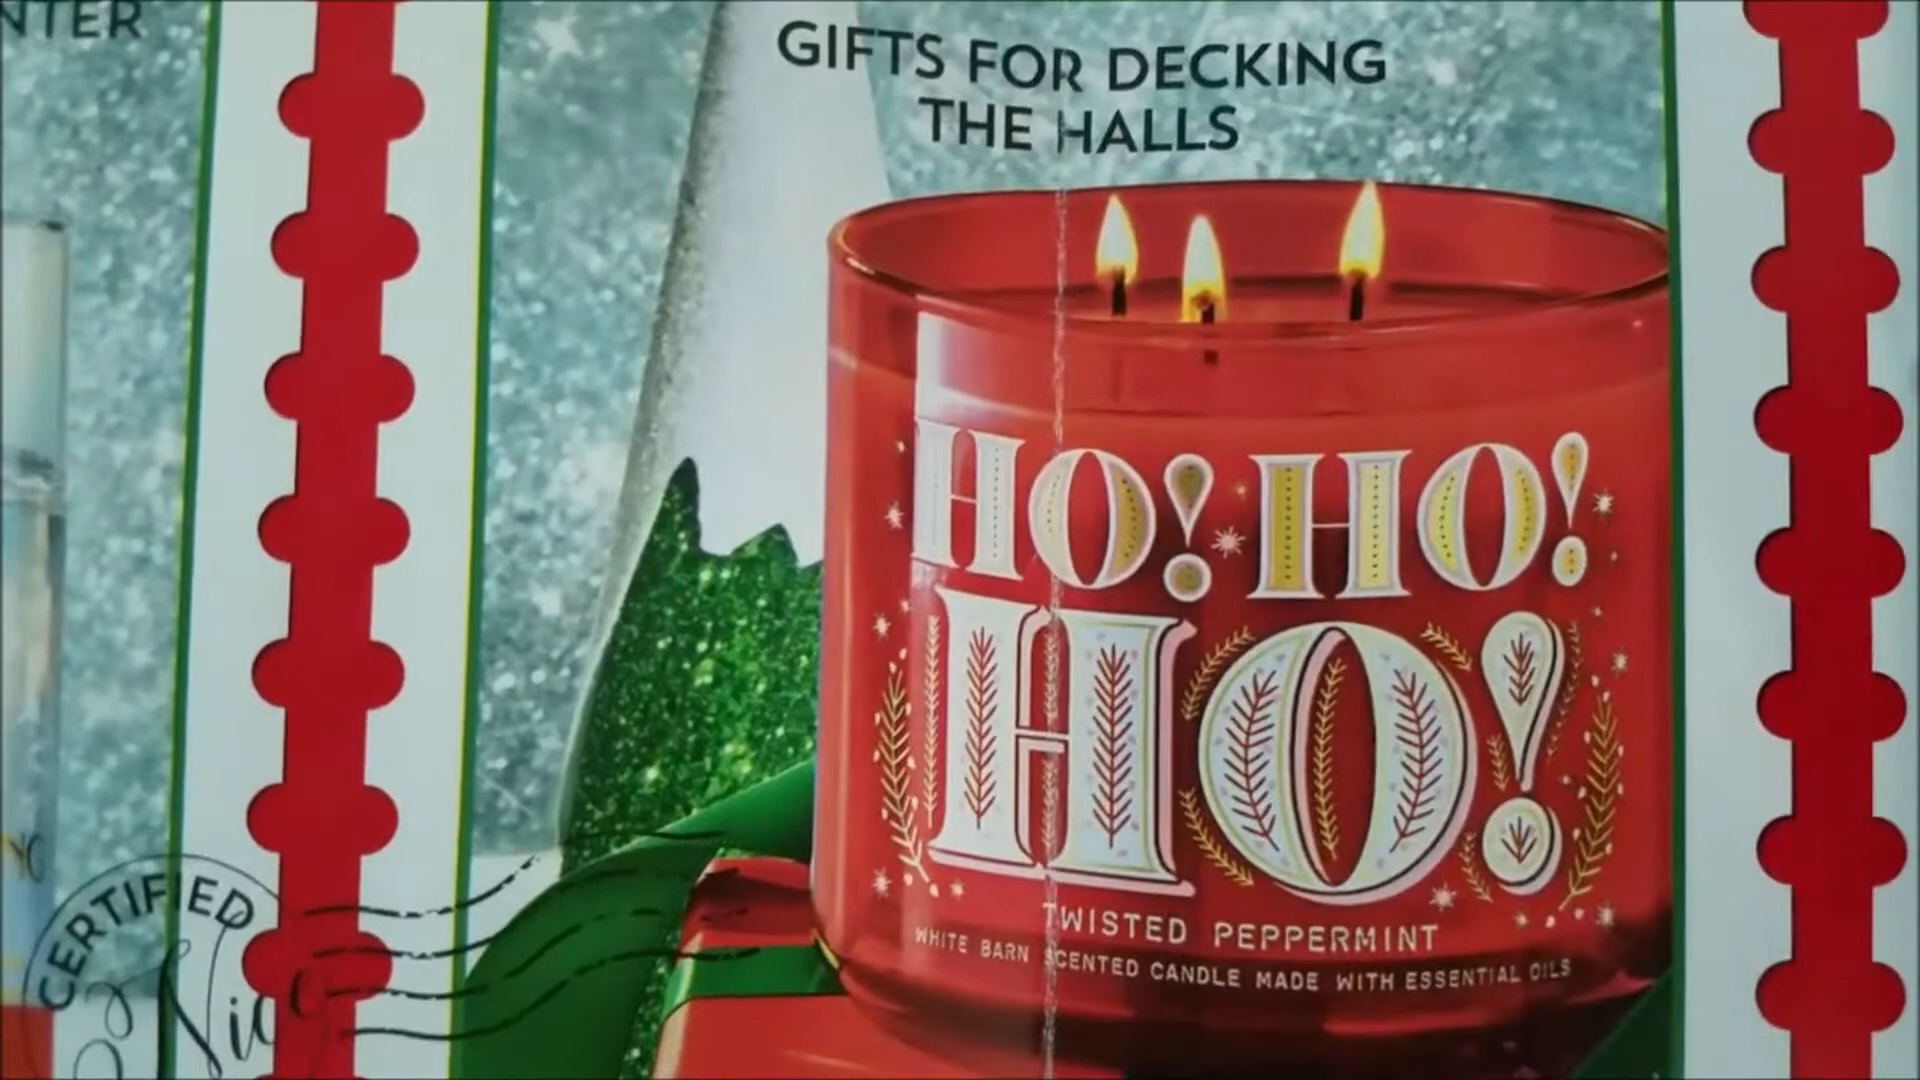 GIFTS FOR DECKING
THE HALLS
HO! HO!
HO!
TWISTED PEPPERMINT
WHITE BARN SCENTED CANDLE MADE WITH ESSENTIAL OILS
CERTIFIED
Nice